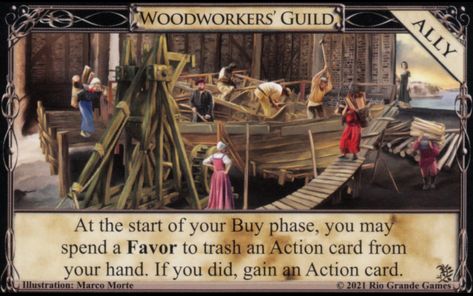 WOODWORKERS' GUILD
ALLY
At the start of your Buy phase, you may
spend a Favor to trash an Action card from
your hand. If you did, gain an Action card.
Illustration: Marco Morte
© 2021 Rio Grande Games